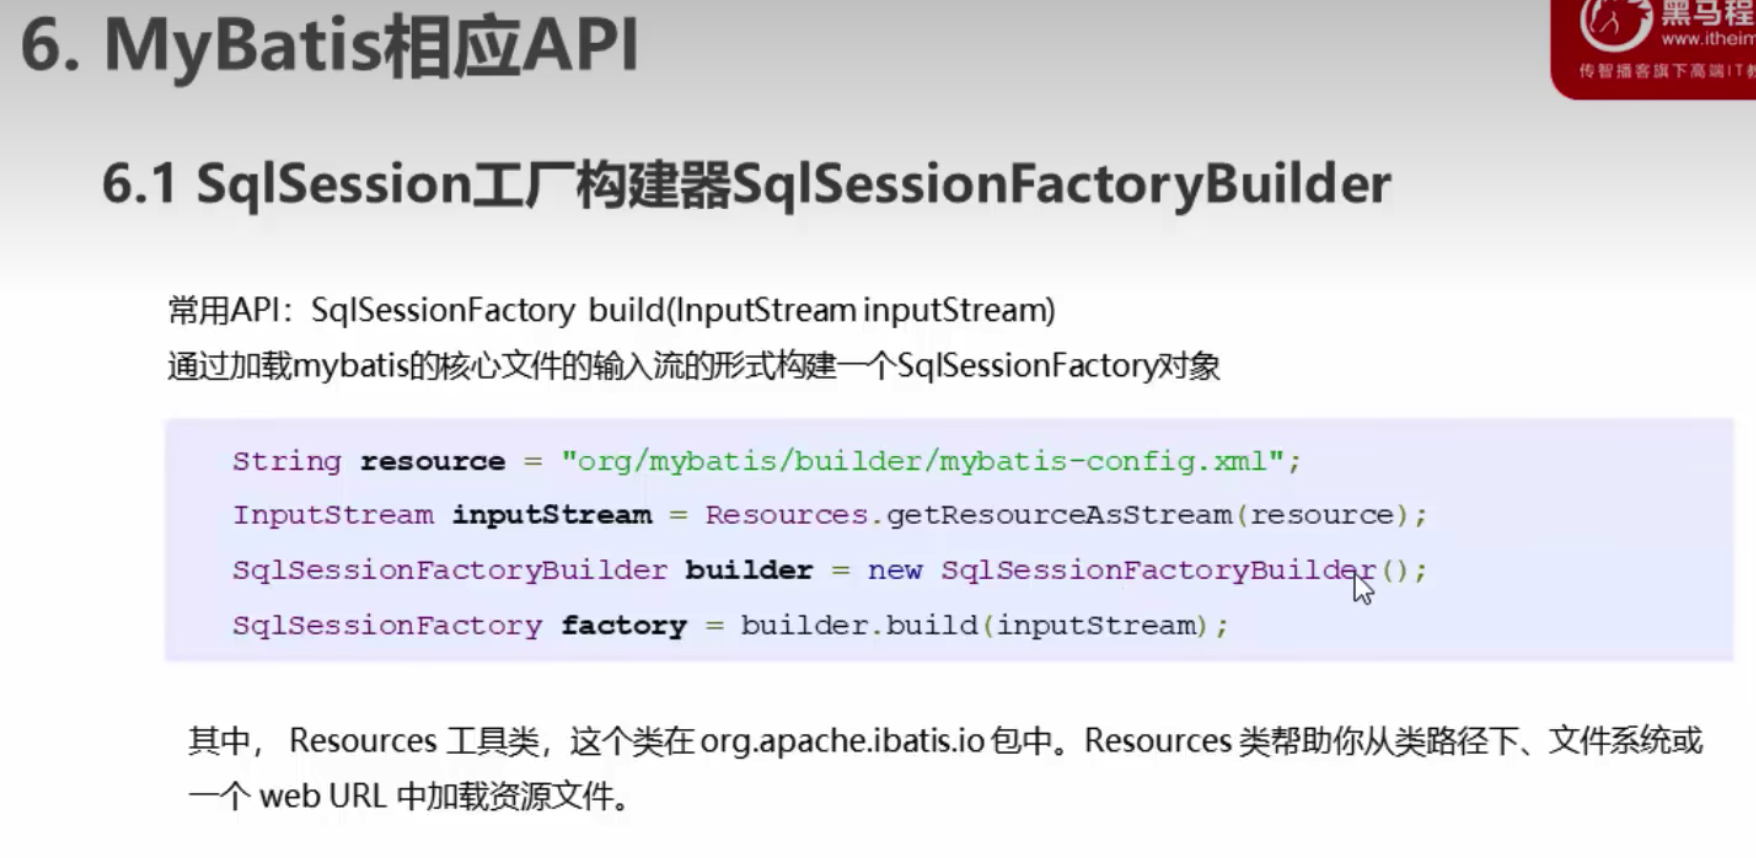 6. MyBatis相应API
黑马程
www.itheim
传智播客旗下高端IT教
6.1 SqlSession工厂构建器SqlSessionFactoryBuilder
常用API：SqlSessionFactory build(InputStream inputStream)
通过加载mybatis的核心文件的输入流的形式构建一个SqlSessionFactory对象
String resource = "org/mybatis/builder/mybatis-config.xml";
InputStream inputStream = Resources.getResourceAsStream(resource);
SqlSessionFactoryBuilder builder = new SqlSessionFactoryBuilder();
SqlSessionFactory factory = builder.build(inputStream);
其中， Resources 工具类，这个类在 org.apache.ibatis.io 包中。Resources 类帮助你从类路径下、文件系统或
一个 web URL 中加载资源文件。